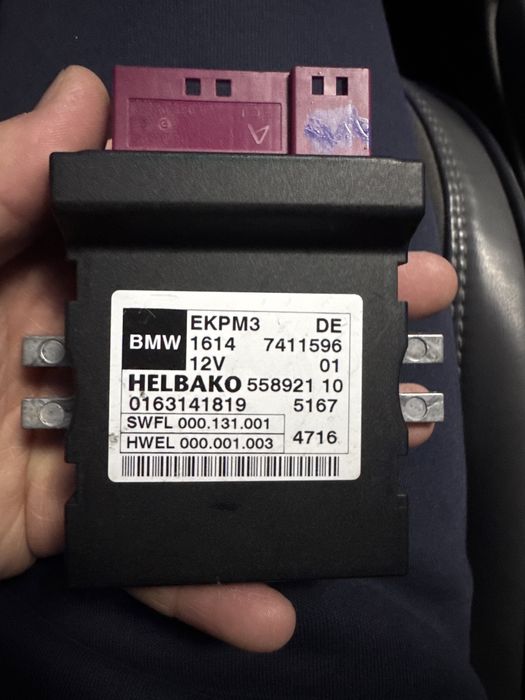 A
BMW
EKPM3 DE
1614 7411596
12V 01
HELBAKO 558921 10
0163141819 5167
SWFL 000.131.001
HWEL 000.001.003
4716